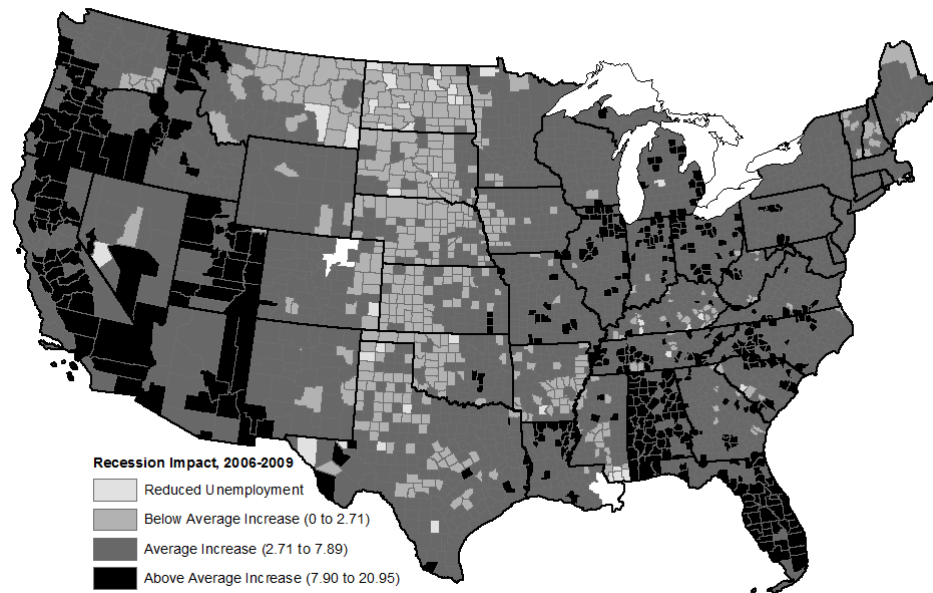 Recession Impact, 2006-2009
Reduced Unemployment
Below Average Increase (0 to 2.71)
Average Increase (2.71 to 7.89)
Above Average Increase (7.90 to 20.95)